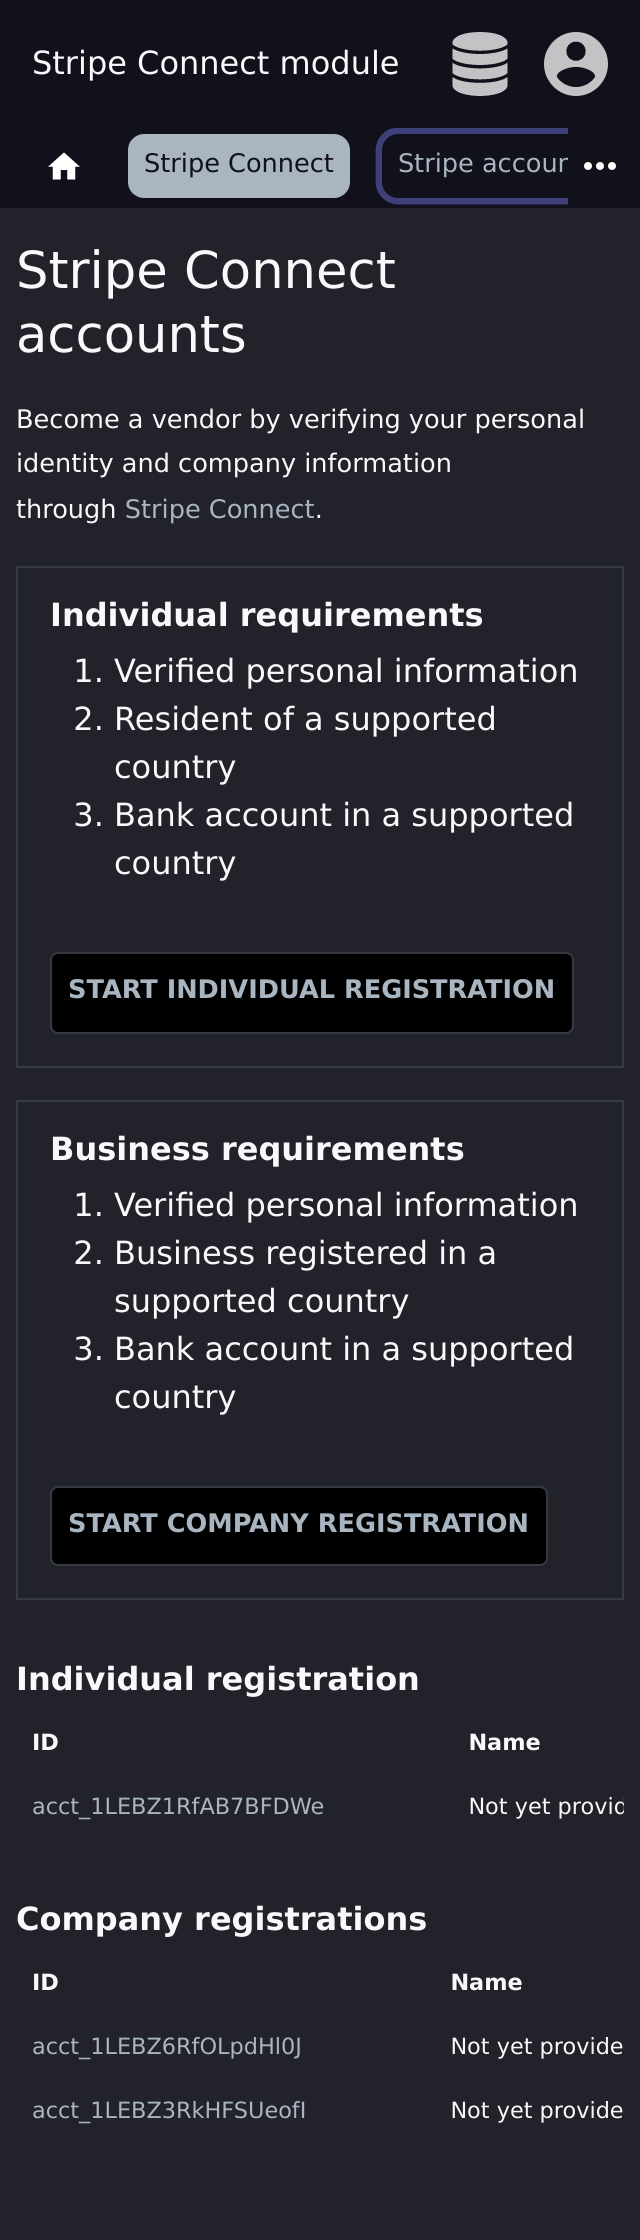 Stripe Connect module
Stripe Connect
Stripe accour
Stripe Connect
accounts
Become a vendor by verifying your personal
identity and company information
through Stripe Connect.
Individual requirements
1. Verified personal information
2. Resident of a supported
country
3. Bank account in a supported
country
START INDIVIDUAL REGISTRATION
Business requirements
1. Verified personal information
2. Business registered in a
supported country
3. Bank account in a supported
country
START COMPANY REGISTRATION
Individual registration
ID Name
acct_1LEBZ1RfAB7BFDWe Not yet provid
Company registrations
ID Name
acct_1LEBZ6RfOLpdHl0J Not yet provide
acct_1LEBZ3RkHFSUeofI Not yet provide